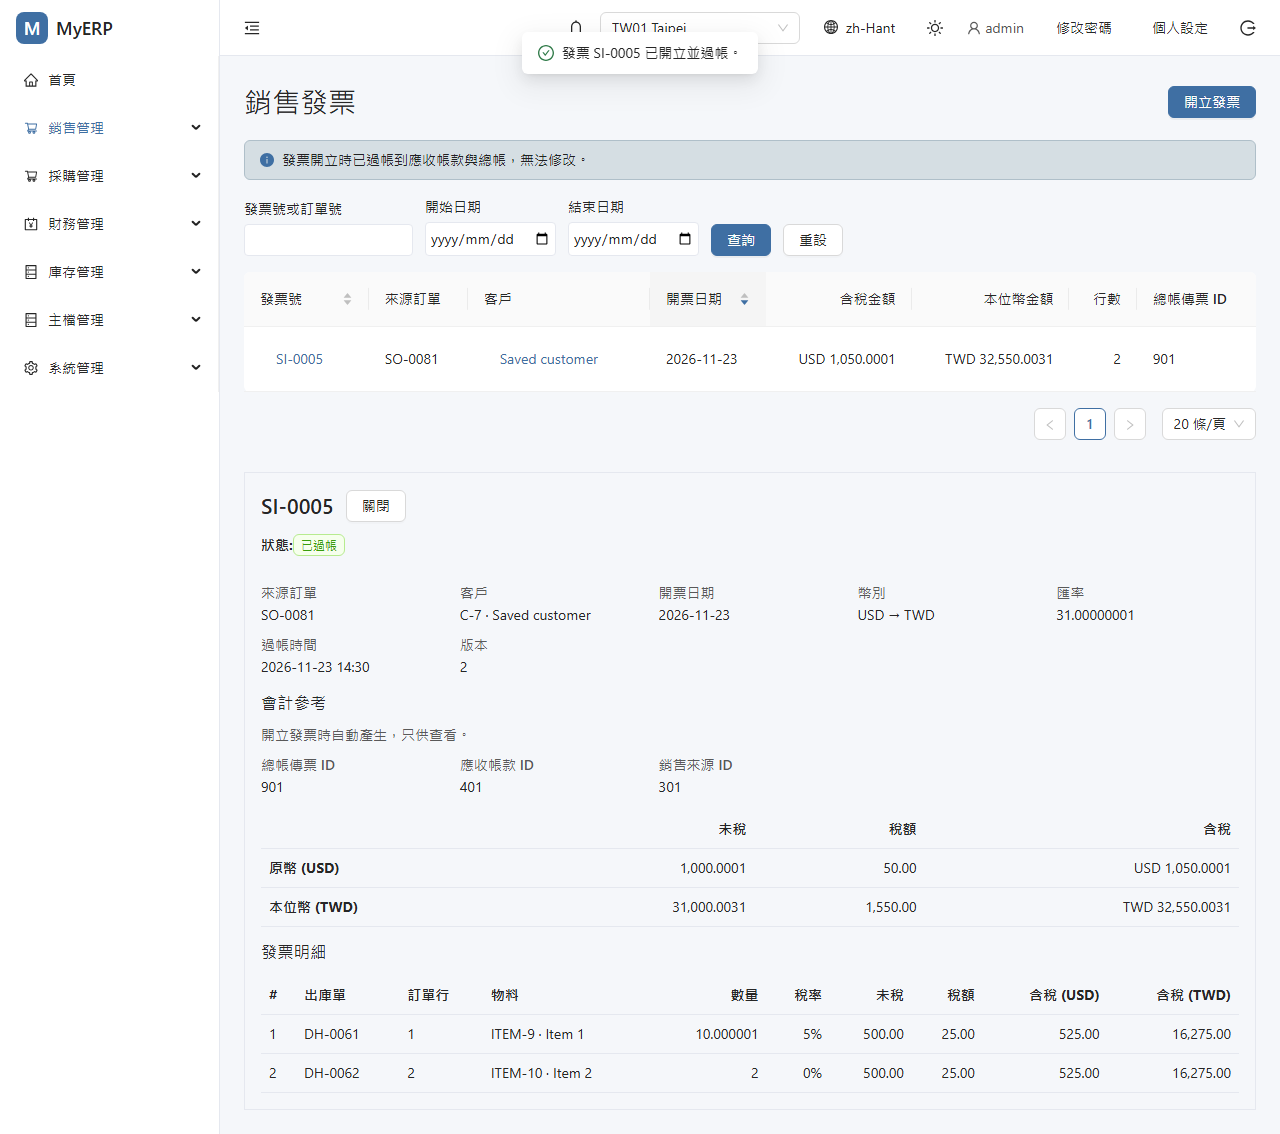 M MyERP
TW01 Taipei
zh-Hant
admin
修改密碼
個人設定
發票 SI-0005 已開立並過帳。
首頁
銷售管理
採購管理
財務管理
庫存管理
主檔管理
系統管理
銷售發票
開立發票
發票開立時已過帳到應收帳款與總帳，無法修改。
發票號或訂單號
開始日期
結束日期
yyyy/mm/dd
yyyy/mm/dd
查詢
重設
發票號 來源訂單 客戶 開票日期 含稅金額 本位幣金額 行數 總帳傳票 ID
SI-0005 SO-0081 Saved customer 2026-11-23 USD 1,050.0001 TWD 32,550.0031 2 901
1
20 條/頁
SI-0005 關閉
狀態: 已過帳
來源訂單 客戶 開票日期 幣別 匯率
SO-0081 C-7 · Saved customer 2026-11-23 USD → TWD 31.00000001
過帳時間 版本
2026-11-23 14:30 2
會計參考
開立發票時自動產生，只供查看。
總帳傳票 ID 應收帳款 ID 銷售來源 ID
901 401 301
未稅 稅額 含稅
原幣 (USD) 1,000.0001 50.00 USD 1,050.0001
本位幣 (TWD) 31,000.0031 1,550.00 TWD 32,550.0031
發票明細
# 出庫單 訂單行 物料 數量 稅率 未稅 稅額 含稅 (USD) 含稅 (TWD)
1 DH-0061 1 ITEM-9 · Item 1 10.000001 5% 500.00 25.00 525.00 16,275.00
2 DH-0062 2 ITEM-10 · Item 2 2 0% 500.00 25.00 525.00 16,275.00